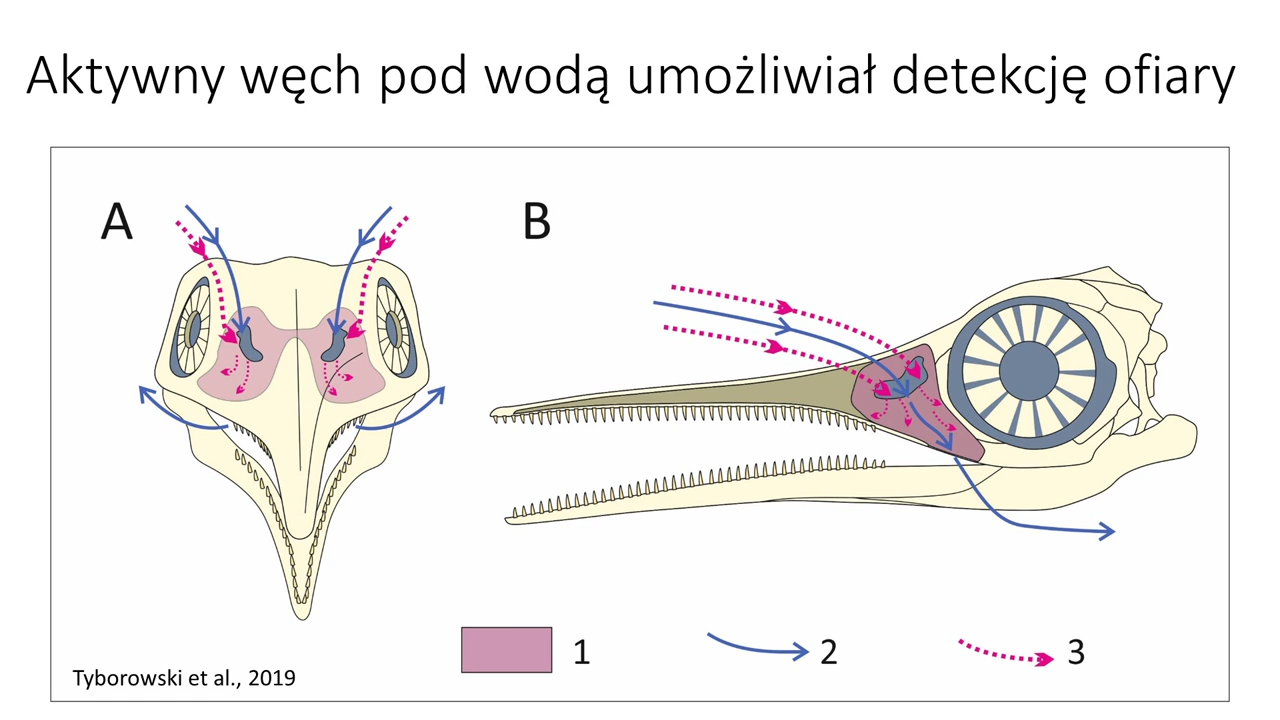 Aktywny węch pod wodą umożliwiał detekcję ofiary
A
B
1
2
3
Tyborowski et al., 2019